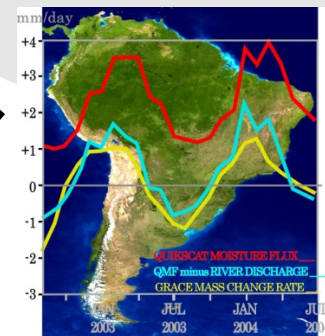 mm/day
+4
+3
+2
+1
0
-1
-2
-3
QUIKSCAT MOISTURE FLUX
QMF minus RIVER DISCHARGE
GRACE MASS CHANGE RATE
JUL JAN JUL
2003 2003 2004